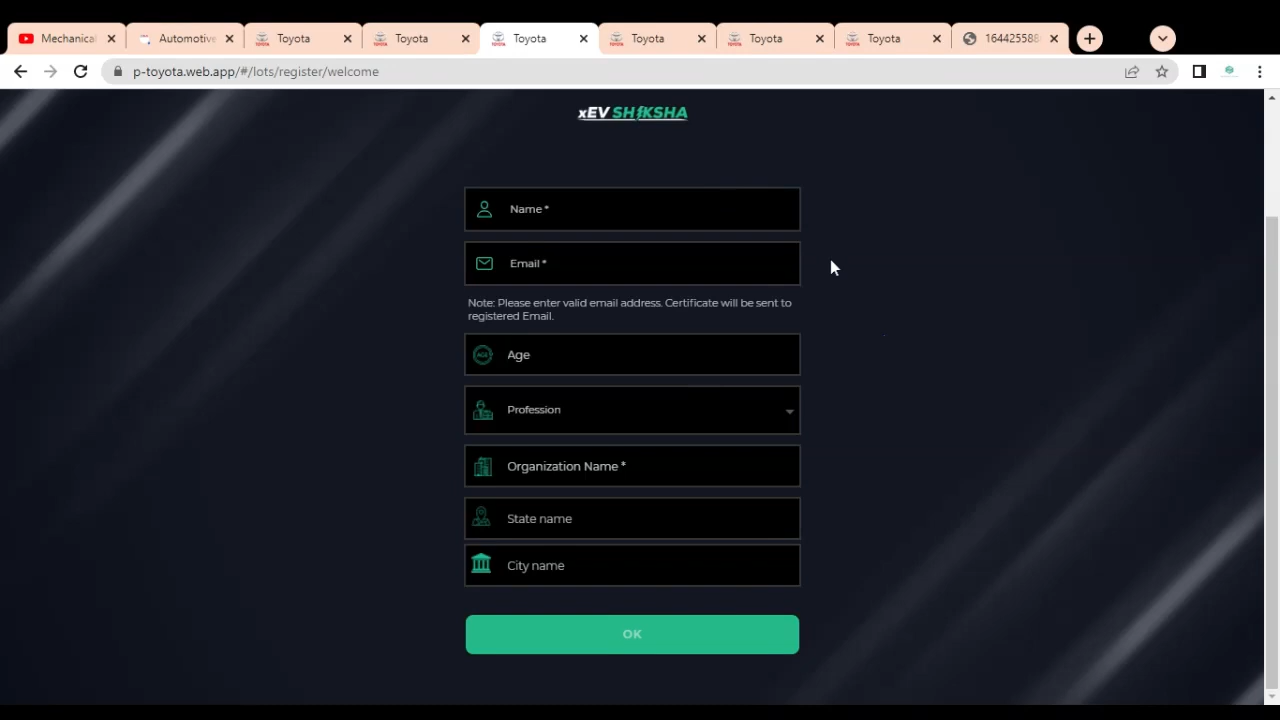 Mechanical
Automotive
Toyota
Toyota
Toyota
Toyota
Toyota
Toyota
164425588
p-toyota.web.app/#/lots/register/welcome
xEV SHIKSHA
Name *
Email *
Note: Please enter valid email address. Certificate will be sent to
registered Email.
AGE
Age
Profession
Organization Name *
State name
City name
OK